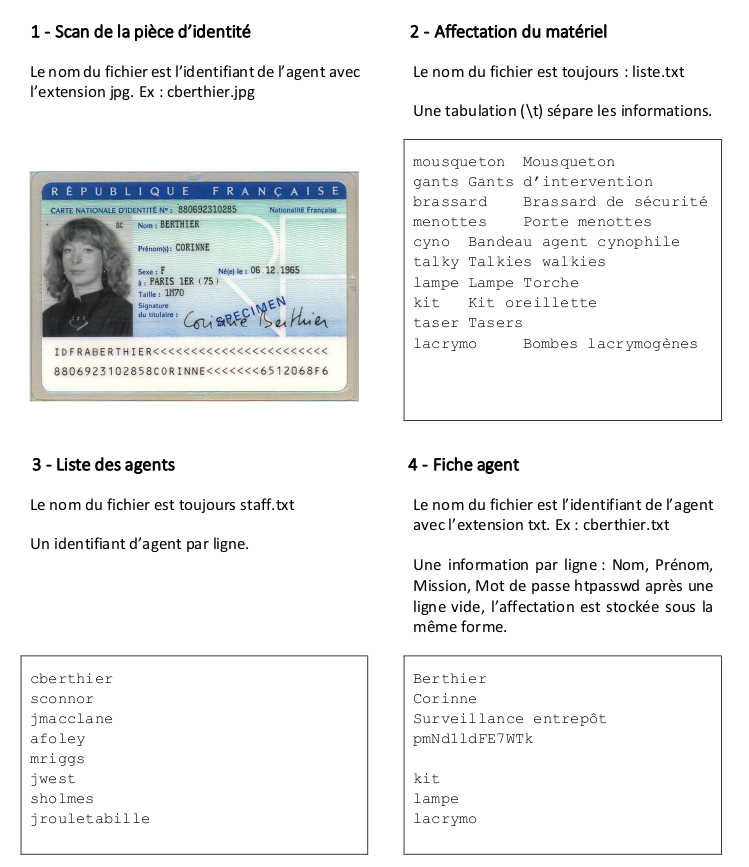 1 - Scan de la pièce d'identité
Le nom du fichier est l'identifiant de l'agent avec
l'extension jpg. Ex : cberthier.jpg
RÉPUBLIQUE FRANÇAISE
CARTE NATIONALE D'IDENTITÉ Nº : 880692310285 Nationalité Française
Nom : BERTHIER
Prénom(s): CORINNE
Sexe : F Né(e) le : 06.12.1965
à : PARIS 1ER (75)
Taille : 1M70
Signature
du titulaire : Corinne Berthier
SPECIMEN
IDFRABERTHIER<<<<<<<<<<<<<<<<<<<<<<<
8806923102858CORINNE<<<<<<<6512068F6
2 - Affectation du matériel
Le nom du fichier est toujours : liste.txt
Une tabulation (\t) sépare les informations.
mousqueton Mousqueton
gants Gants d’intervention
brassard Brassard de sécurité
menottes Porte menottes
cyno Bandeau agent cynophile
talky Talkies walkies
lampe Lampe Torche
kit Kit oreillette
taser Tasers
lacrymo Bombes lacrymogènes
3 - Liste des agents
Le nom du fichier est toujours staff.txt
Un identifiant d'agent par ligne.
cberthier
sconnor
jmacclane
afoley
mriggs
jwest
sholmes
jrouletabille
4 - Fiche agent
Le nom du fichier est l'identifiant de l'agent
avec l'extension txt. Ex : cberthier.txt
Une information par ligne : Nom, Prénom,
Mission, Mot de passe htpasswd après une
ligne vide, l'affectation est stockée sous la
même forme.
Berthier
Corinne
Surveillance entrepôt
pmNd1ldFE7WTk
kit
lampe
lacrymo